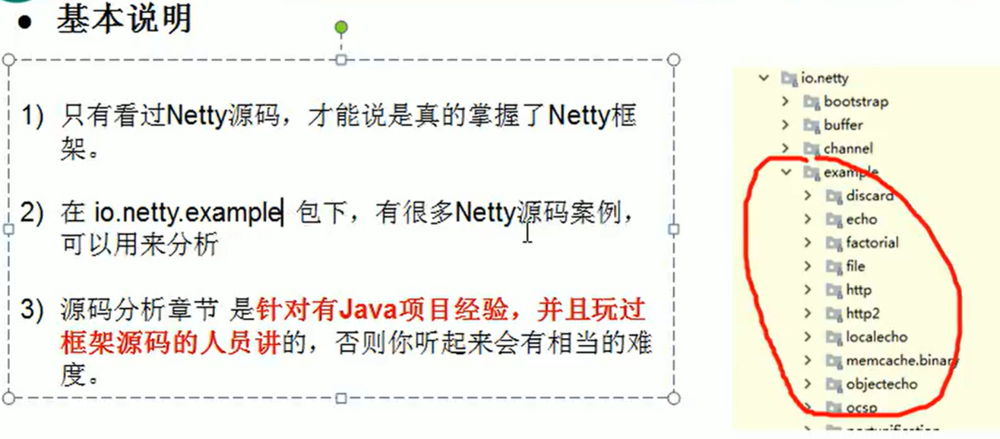 • 基本说明
1) 只有看过Netty源码，才能说是真的掌握了Netty框
架。
2) 在 io.netty.example 包下，有很多Netty源码案例，
可以用来分析
3) 源码分析章节 是针对有Java项目经验，并且玩过
框架源码的人员讲的，否则你听起来会有相当的难
度。
io.netty
bootstrap
buffer
channel
example
discard
echo
factorial
file
http
http2
localecho
memcache.binary
objectecho
ocsp